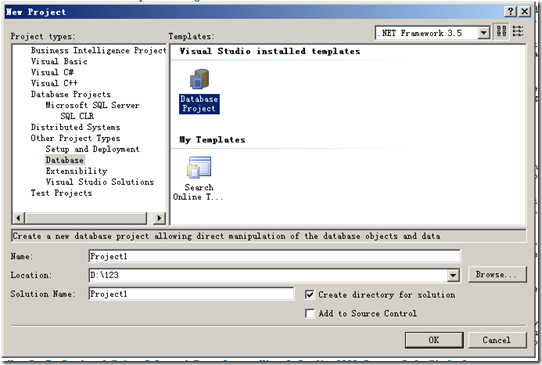 New Project
Project types:
Templates:
.NET Framework 3.5
Business Intelligence Project
Visual Basic
Visual C#
Visual C++
Database Projects
Microsoft SQL Server
SQL CLR
Distributed Systems
Other Project Types
Setup and Deployment
Database
Extensibility
Visual Studio Solutions
Test Projects
Visual Studio installed templates
Database
Project
My Templates
Search
Online T...
Create a new database project allowing direct manipulation of the database objects and data
Name:
Project1
Location:
D:\123
Browse...
Solution Name:
Project1
Create directory for solution
Add to Source Control
OK
Cancel